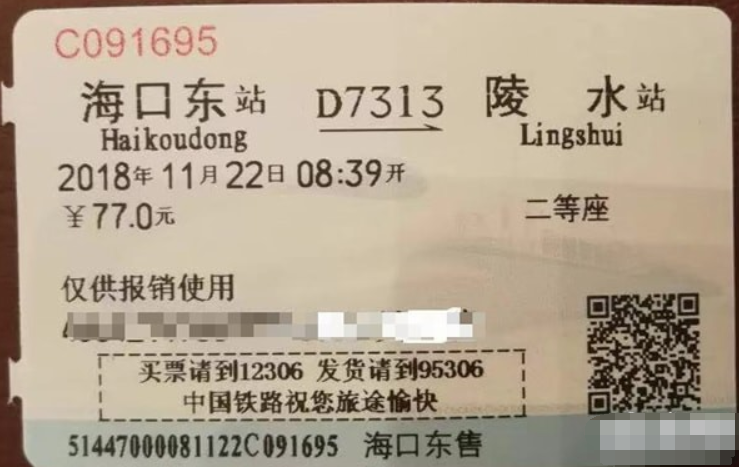 C091695
海口东站 D7313 陵水站
Haikoudong Lingshui
2018年11月22日 08:39开
￥77.0元 二等座
仅供报销使用
买票请到12306 发货请到95306
中国铁路祝您旅途愉快
51447000081122C091695 海口东售